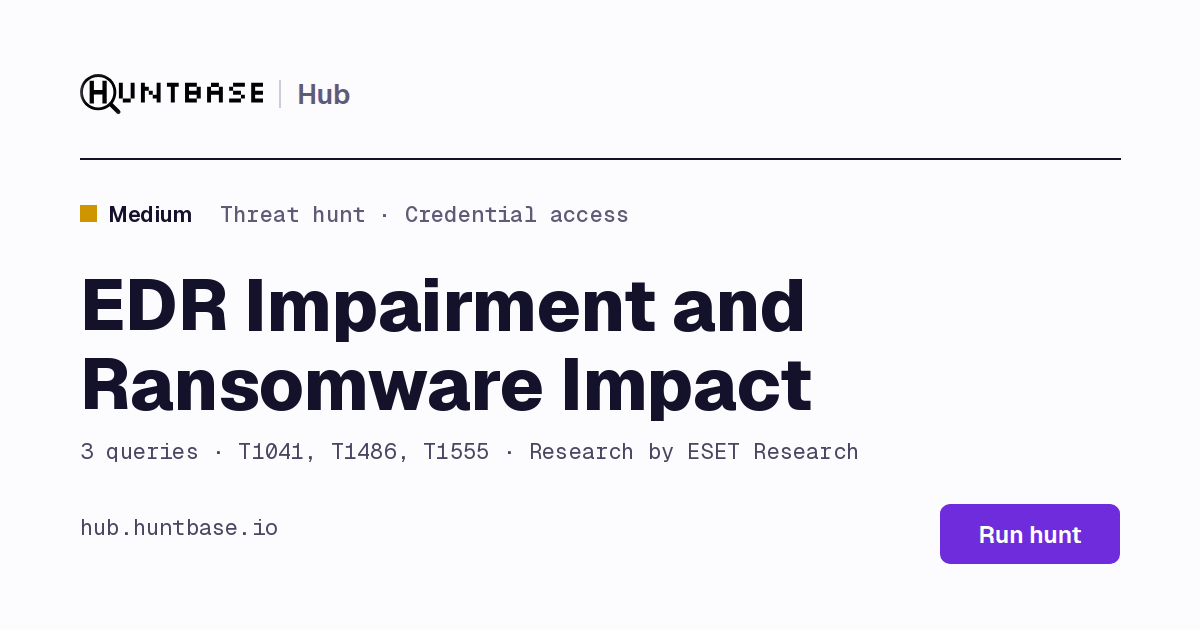 HUNTBASE Hub
Medium Threat hunt · Credential access
EDR Impairment and
Ransomware Impact
3 queries · T1041, T1486, T1555 · Research by ESET Research
hub.huntbase.io
Run hunt